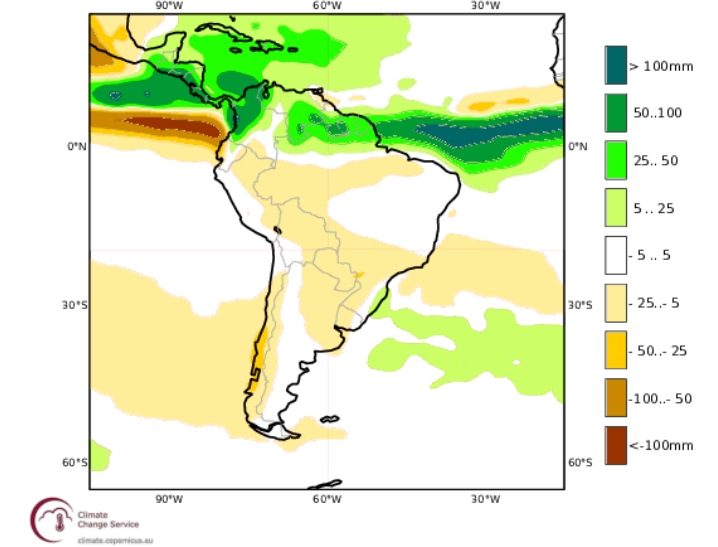 90°W 60°W 30°W
> 100mm
50..100
25.. 50
5 .. 25
- 5 .. 5
- 25..- 5
- 50..- 25
-100..- 50
<-100mm
0°N 0°N
30°S 30°S
60°S 60°S
90°W 60°W 30°W
Climate
Change Service
climate.copernicus.eu